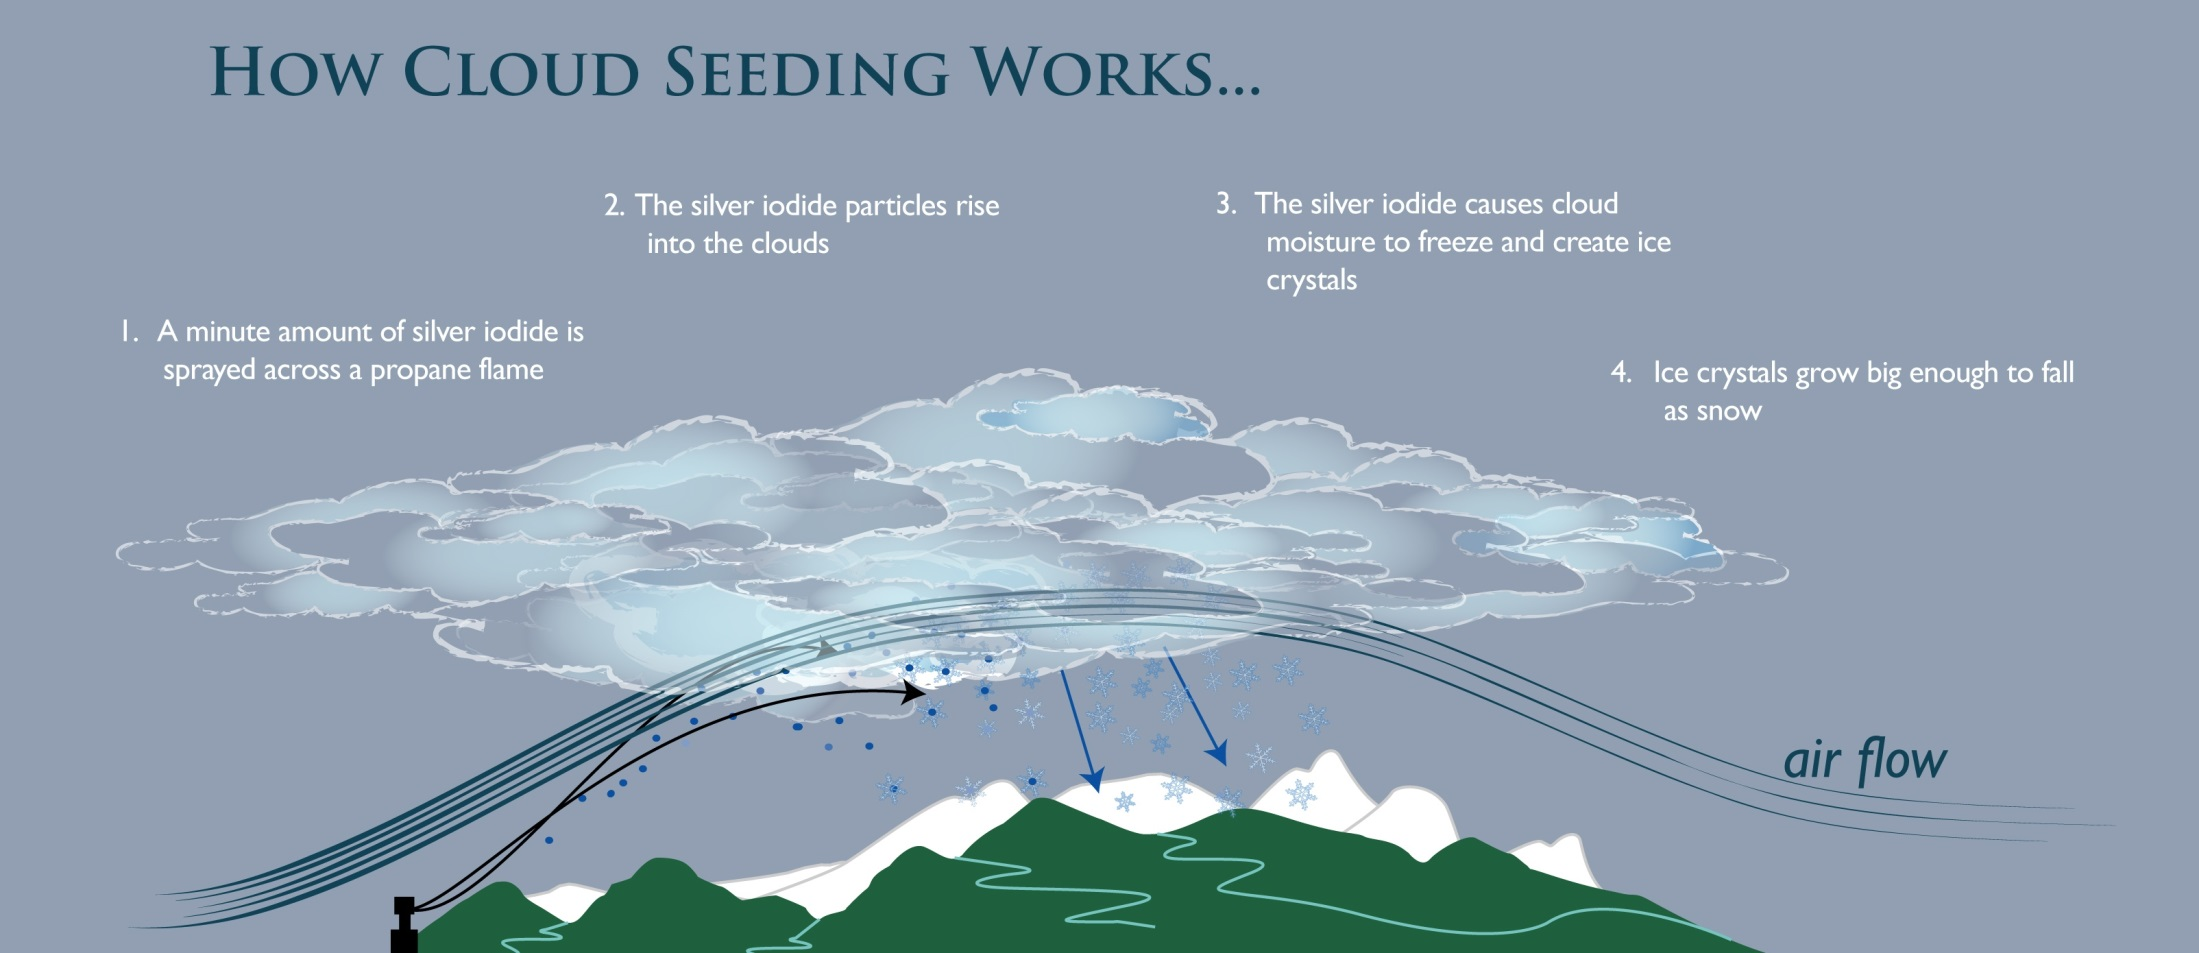 HOW CLOUD SEEDING WORKS...
1. A minute amount of silver iodide is
sprayed across a propane flame
2. The silver iodide particles rise
into the clouds
3. The silver iodide causes cloud
moisture to freeze and create ice
crystals
4. Ice crystals grow big enough to fall
as snow
air flow